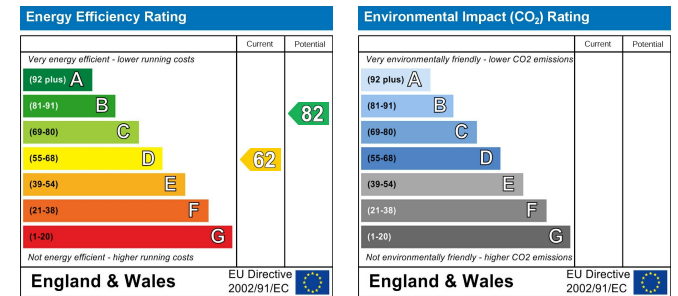 Energy Efficiency Rating
Current Potential
Very energy efficient - lower running costs
(92 plus) A
(81-91) B
82
(69-80) C
(55-68) D
62
(39-54) E
(21-38) F
(1-20) G
Not energy efficient - higher running costs
England & Wales
EU Directive
2002/91/EC
Environmental Impact (CO₂) Rating
Current Potential
Very environmentally friendly - lower CO2 emissions
(92 plus) A
(81-91) B
(69-80) C
(55-68) D
(39-54) E
(21-38) F
(1-20) G
Not environmentally friendly - higher CO2 emissions
England & Wales
EU Directive
2002/91/EC